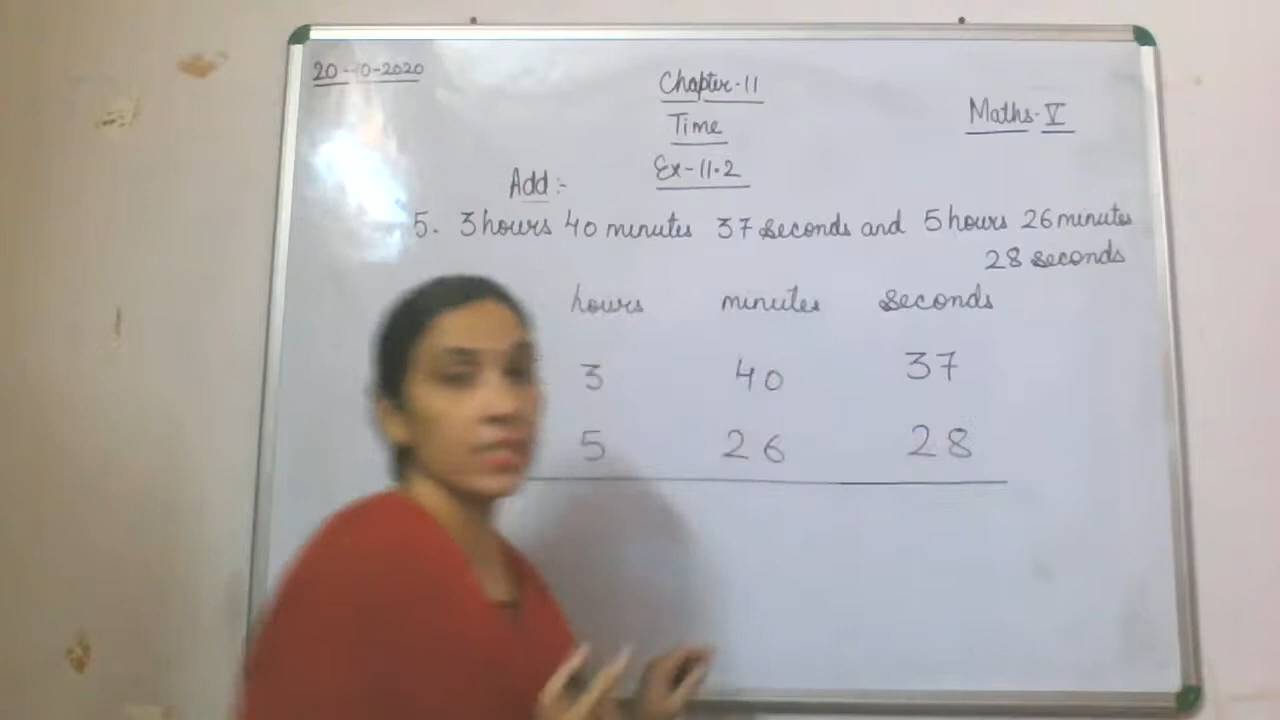 20-10-2020
Chapter-11
Maths-V
Time
Ex-11.2
Add:-
5. 3 hours 40 minutes 37 seconds and 5 hours 26 minutes
28 seconds
hours minutes seconds
3 40 37
5 26 28